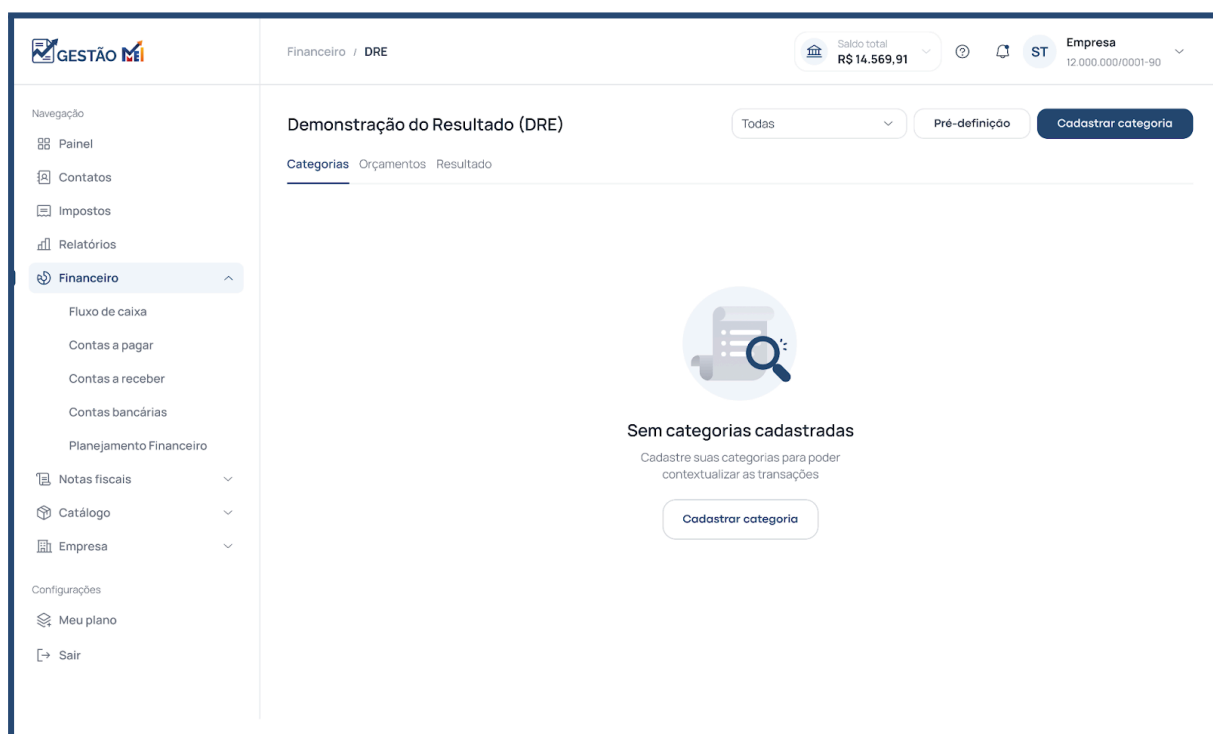 GESTÃO MEI
Financeiro / DRE
Saldo total
R$ 14.569,91
ST
Empresa
12.000.000/0001-90
Navegação
Painel
Contatos
Impostos
Relatórios
Financeiro
Fluxo de caixa
Contas a pagar
Contas a receber
Contas bancárias
Planejamento Financeiro
Notas fiscais
Catálogo
Empresa
Configurações
Meu plano
Sair
Demonstração do Resultado (DRE)
Todas
Pré-definição
Cadastrar categoria
Categorias Orçamentos Resultado
Sem categorias cadastradas
Cadastre suas categorias para poder
contextualizar as transações
Cadastrar categoria